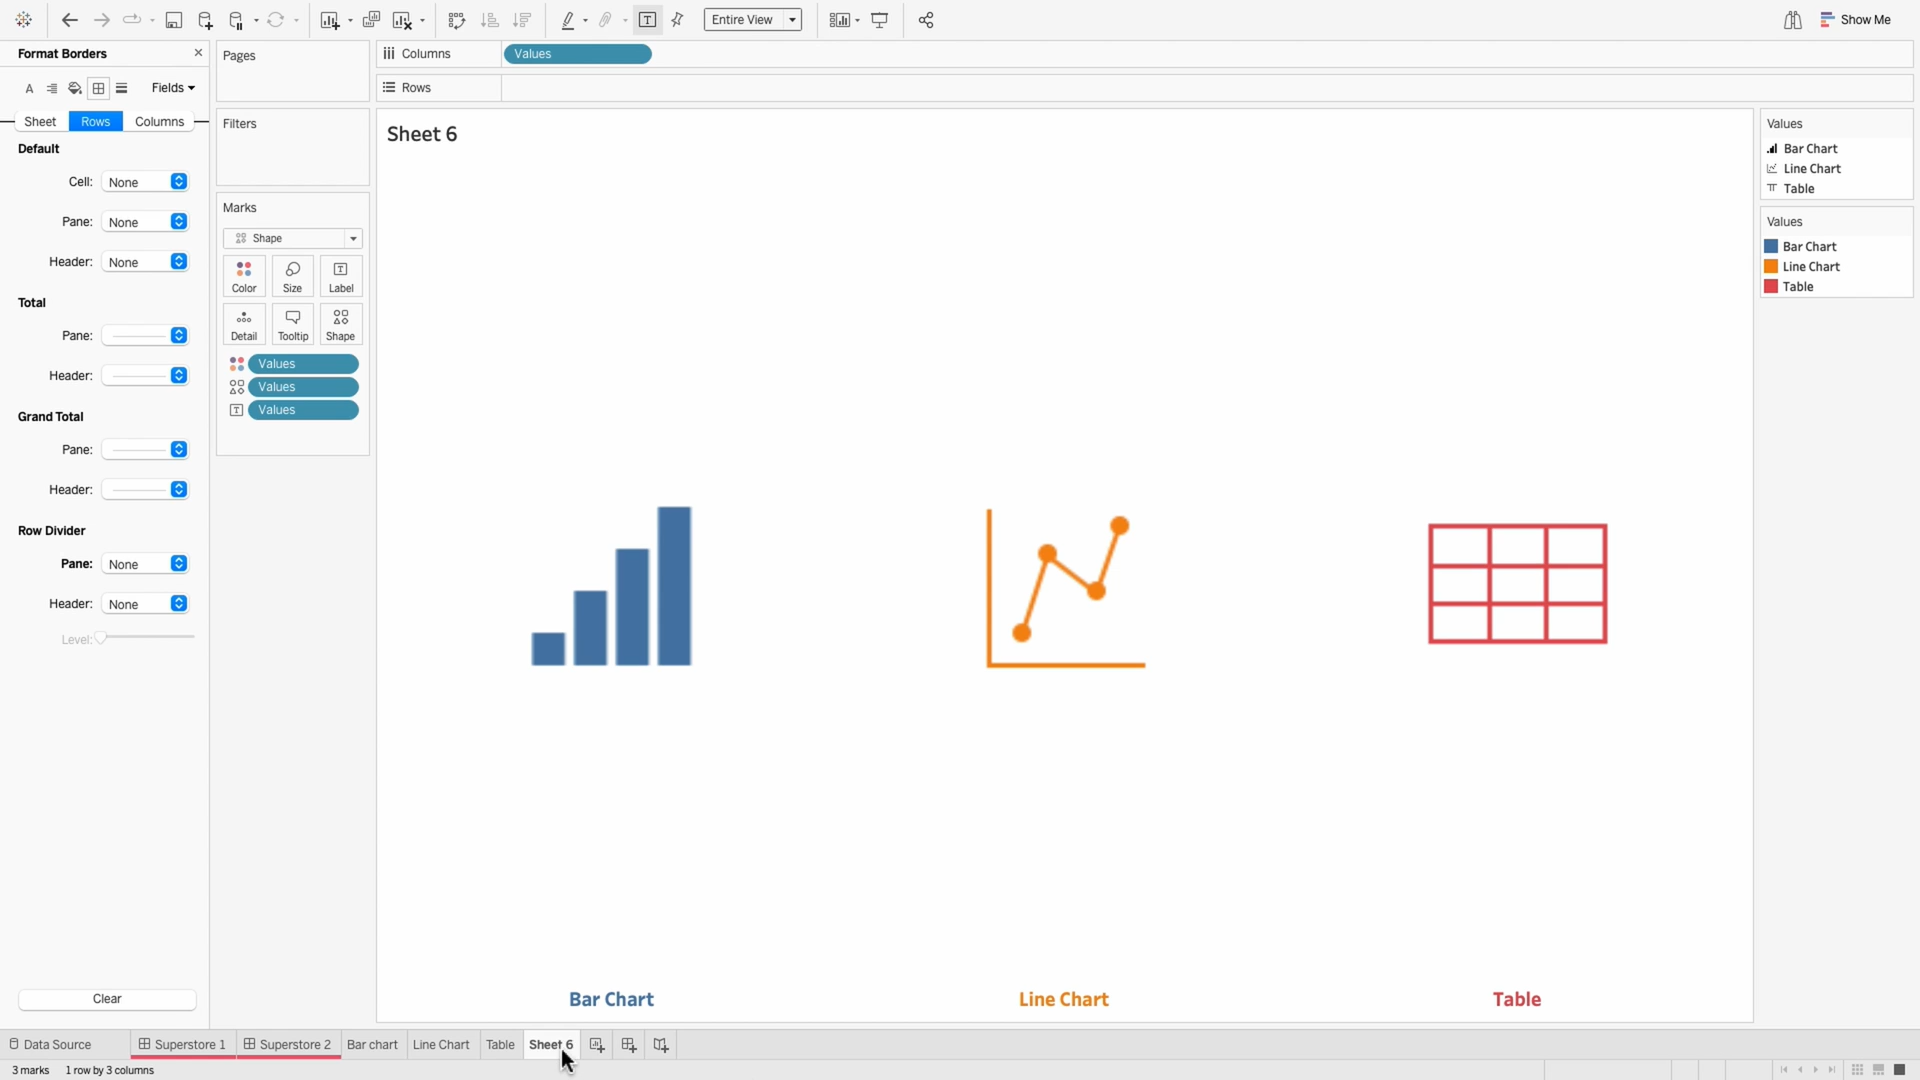 Entire View
Show Me
Format Borders
Fields
Sheet
Rows
Columns
Default
Cell: None
Pane: None
Header: None
Total
Pane:
Header:
Grand Total
Pane:
Header:
Row Divider
Pane: None
Header: None
Level:
Clear
Pages
Filters
Marks
Shape
Color
Size
Label
Detail
Tooltip
Shape
Values
Values
Values
Columns
Values
Rows
Sheet 6
Bar Chart
Line Chart
Table
Values
Bar Chart
Line Chart
Table
Values
Bar Chart
Line Chart
Table
Data Source
Superstore 1
Superstore 2
Bar chart
Line Chart
Table
Sheet 6
3 marks
1 row by 3 columns